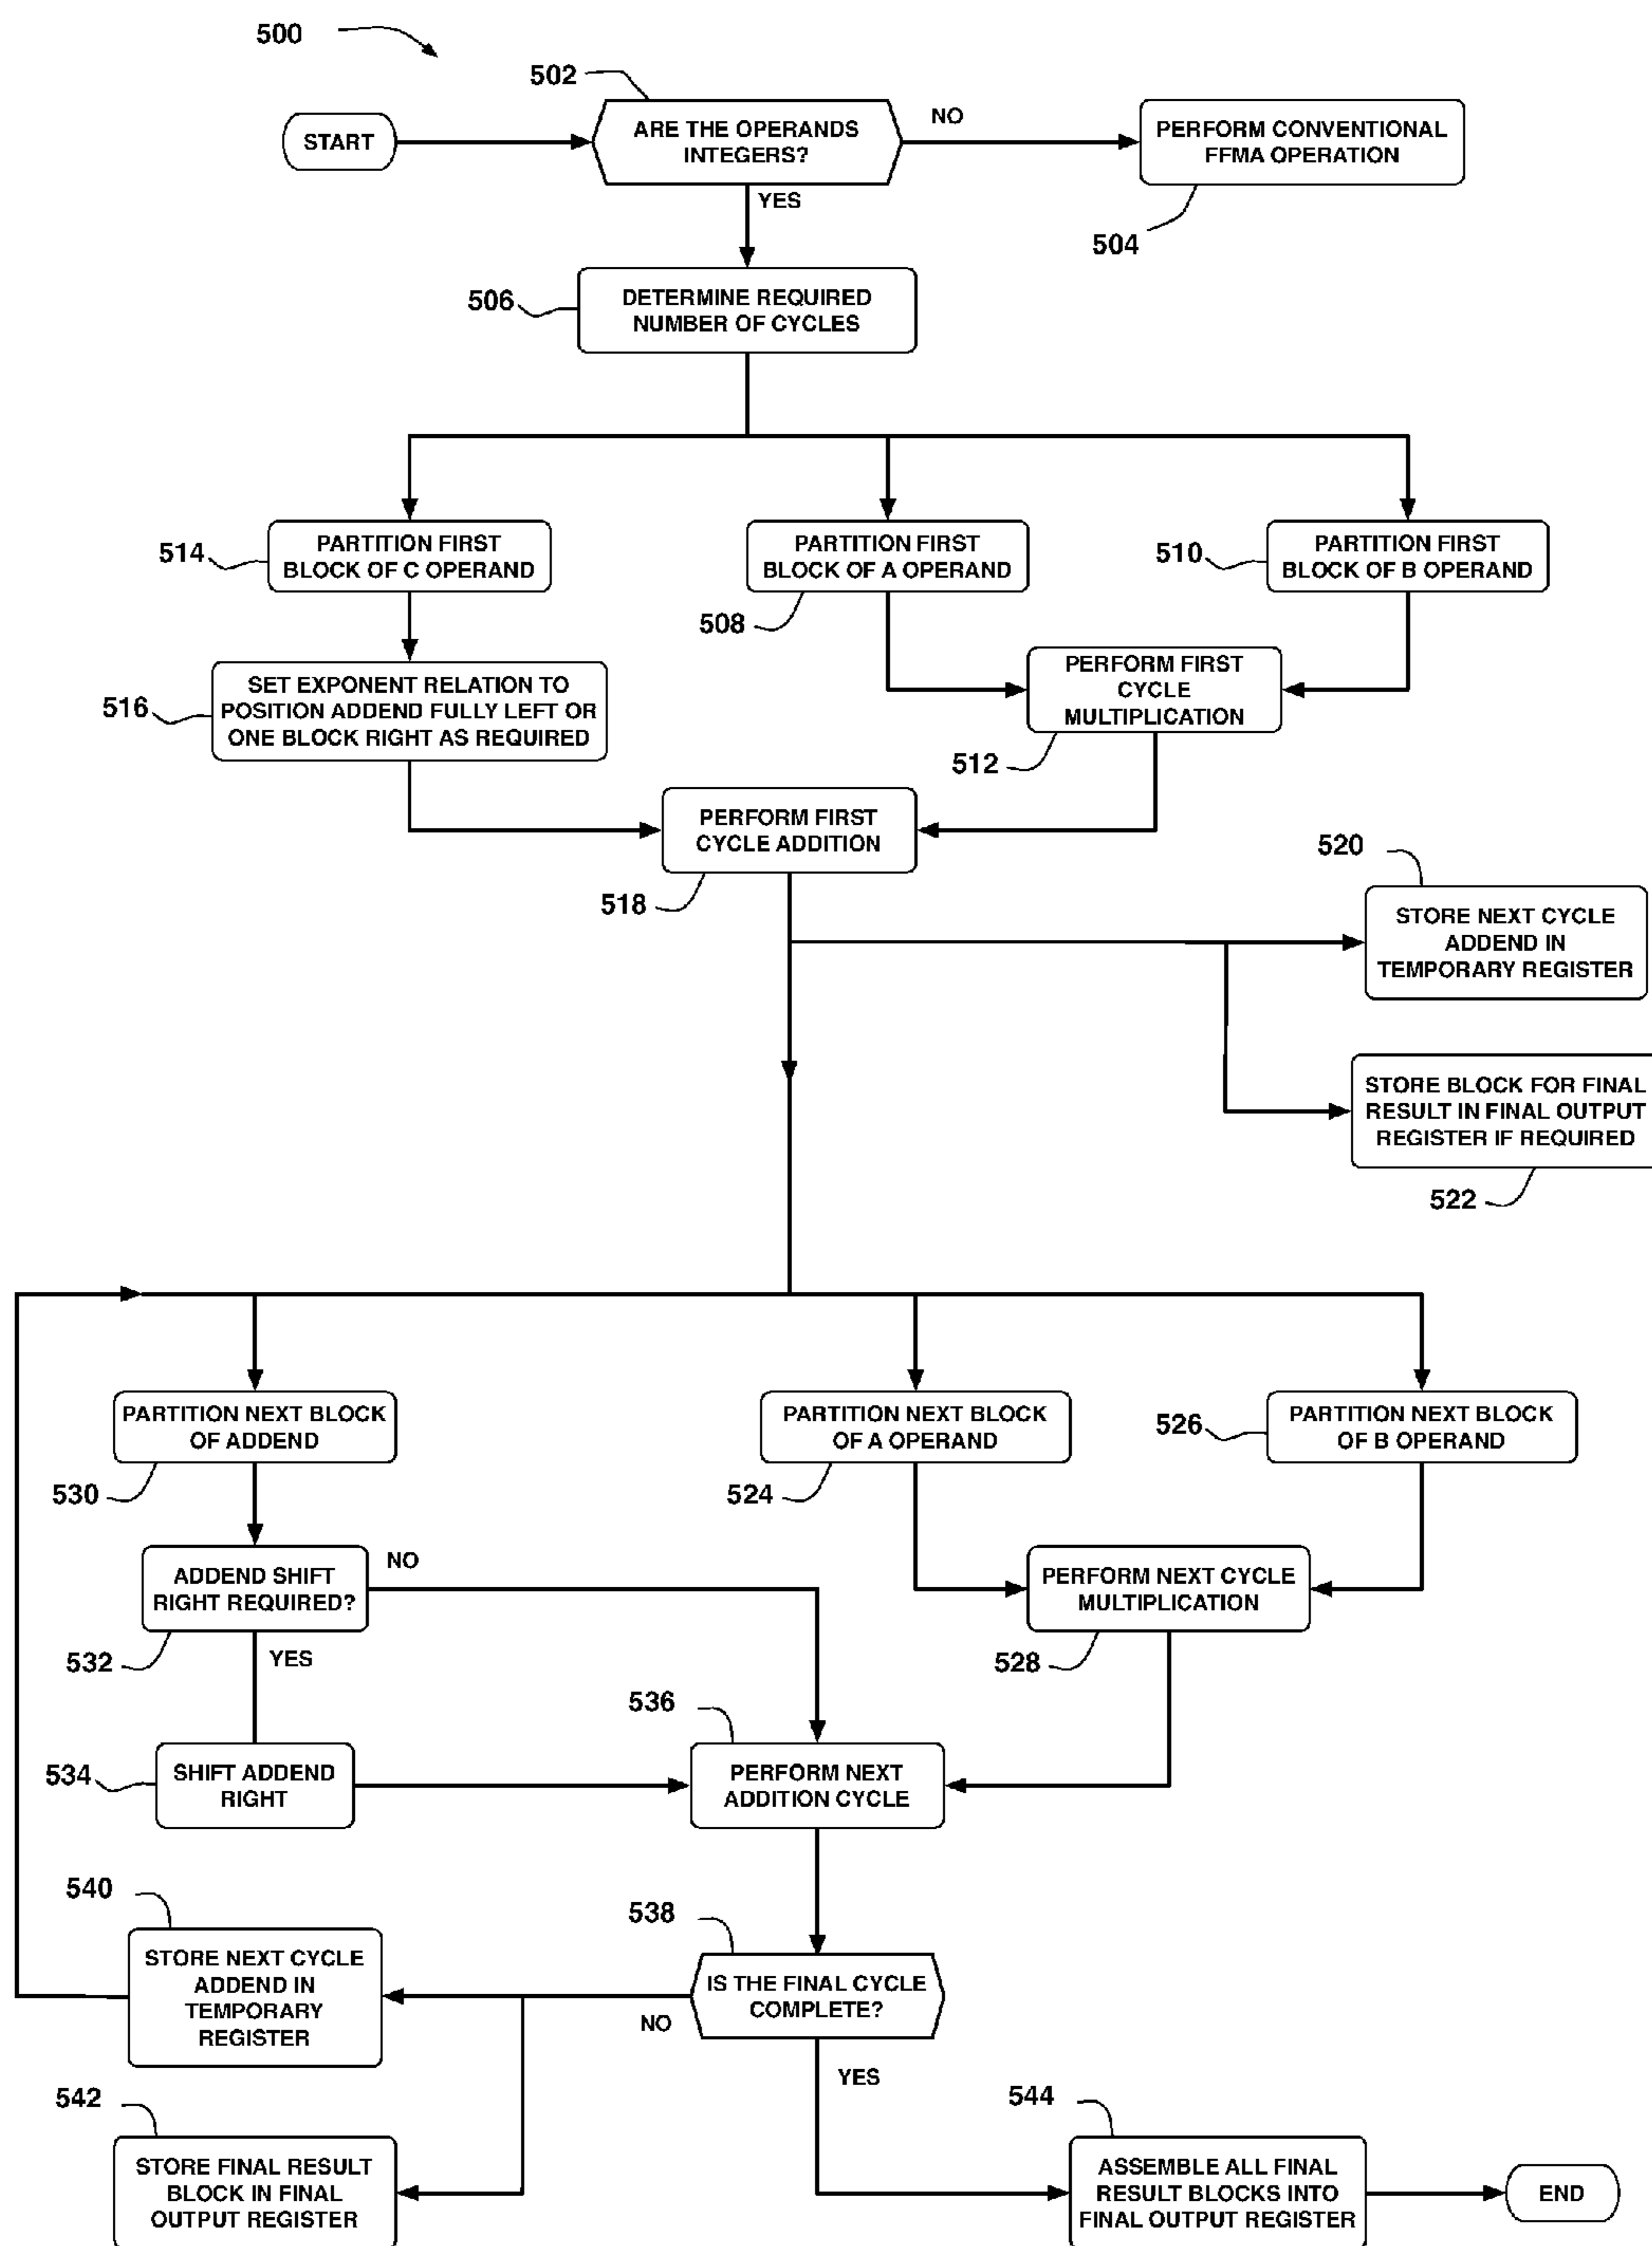 500
502
START
ARE THE OPERANDS
INTEGERS?
NO
PERFORM CONVENTIONAL
FFMA OPERATION
504
YES
506
DETERMINE REQUIRED
NUMBER OF CYCLES
514
PARTITION FIRST
BLOCK OF C OPERAND
PARTITION FIRST
BLOCK OF A OPERAND
508
510
PARTITION FIRST
BLOCK OF B OPERAND
516
SET EXPONENT RELATION TO
POSITION ADDEND FULLY LEFT OR
ONE BLOCK RIGHT AS REQUIRED
PERFORM FIRST
CYCLE
MULTIPLICATION
512
PERFORM FIRST
CYCLE ADDITION
518
520
STORE NEXT CYCLE
ADDEND IN
TEMPORARY REGISTER
STORE BLOCK FOR FINAL
RESULT IN FINAL OUTPUT
REGISTER IF REQUIRED
522
PARTITION NEXT BLOCK
OF ADDEND
530
PARTITION NEXT BLOCK
OF A OPERAND
524
526
PARTITION NEXT BLOCK
OF B OPERAND
ADDEND SHIFT
RIGHT REQUIRED?
NO
532
YES
PERFORM NEXT CYCLE
MULTIPLICATION
528
534
SHIFT ADDEND
RIGHT
536
PERFORM NEXT
ADDITION CYCLE
540
STORE NEXT CYCLE
ADDEND IN
TEMPORARY
REGISTER
538
IS THE FINAL CYCLE
COMPLETE?
NO
YES
542
STORE FINAL RESULT
BLOCK IN FINAL
OUTPUT REGISTER
544
ASSEMBLE ALL FINAL
RESULT BLOCKS INTO
FINAL OUTPUT REGISTER
END